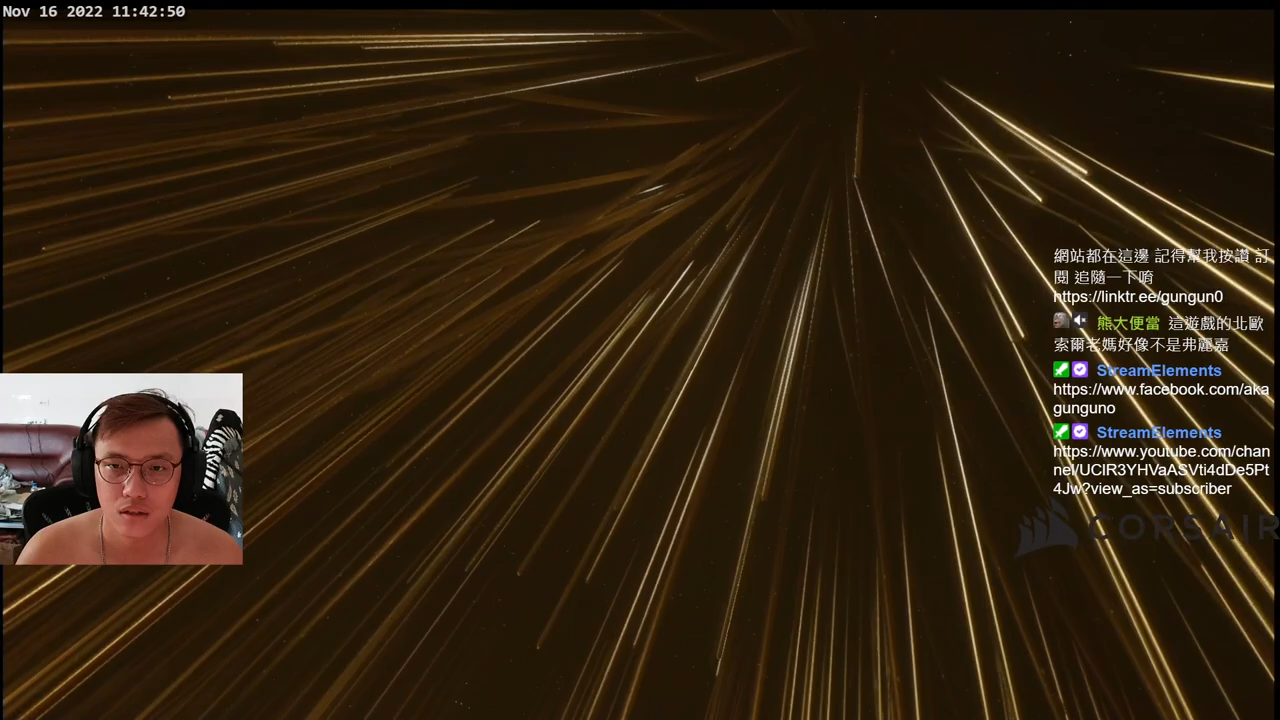 Nov 16 2022 11:42:50
網站都在這邊 記得幫我按讚 訂
閱 追隨一下唷
https://linktr.ee/gungun0
熊大便當 這遊戲的北歐
索爾老媽好像不是弗麗嘉
StreamElements
https://www.facebook.com/aka
gunguno
StreamElements
https://www.youtube.com/chan
nel/UCIR3YHVaASVti4dDe5Pt
4Jw?view_as=subscriber
CORSAIR